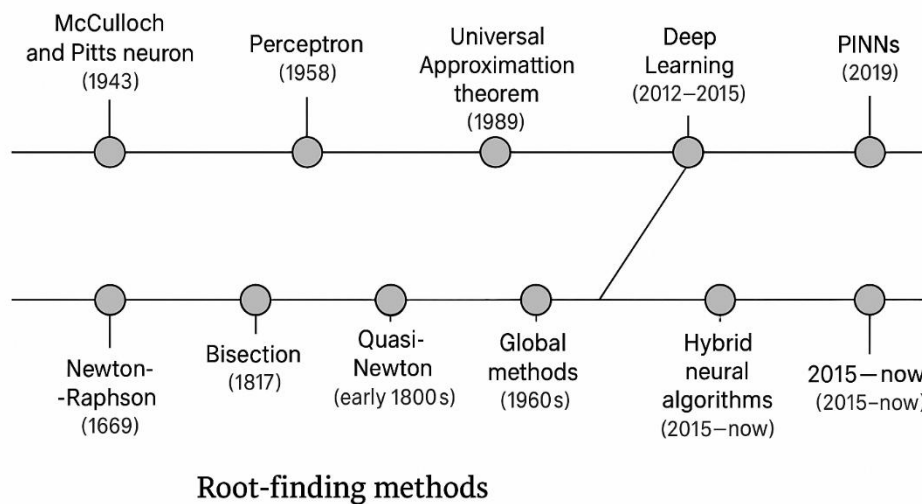 McCulloch
and Pitts neuron
(1943)
Perceptron
(1958)
Universal
Approximattion
theorem
(1989)
Deep
Learning
(2012–2015)
PINNs
(2019)
Newton-
-Raphson
(1669)
Bisection
(1817)
Quasi-
Newton
(early 1800s)
Global
methods
(1960s)
Hybrid
neural
algorithms
(2015–now)
2015—now
(2015–now)
Root-finding methods